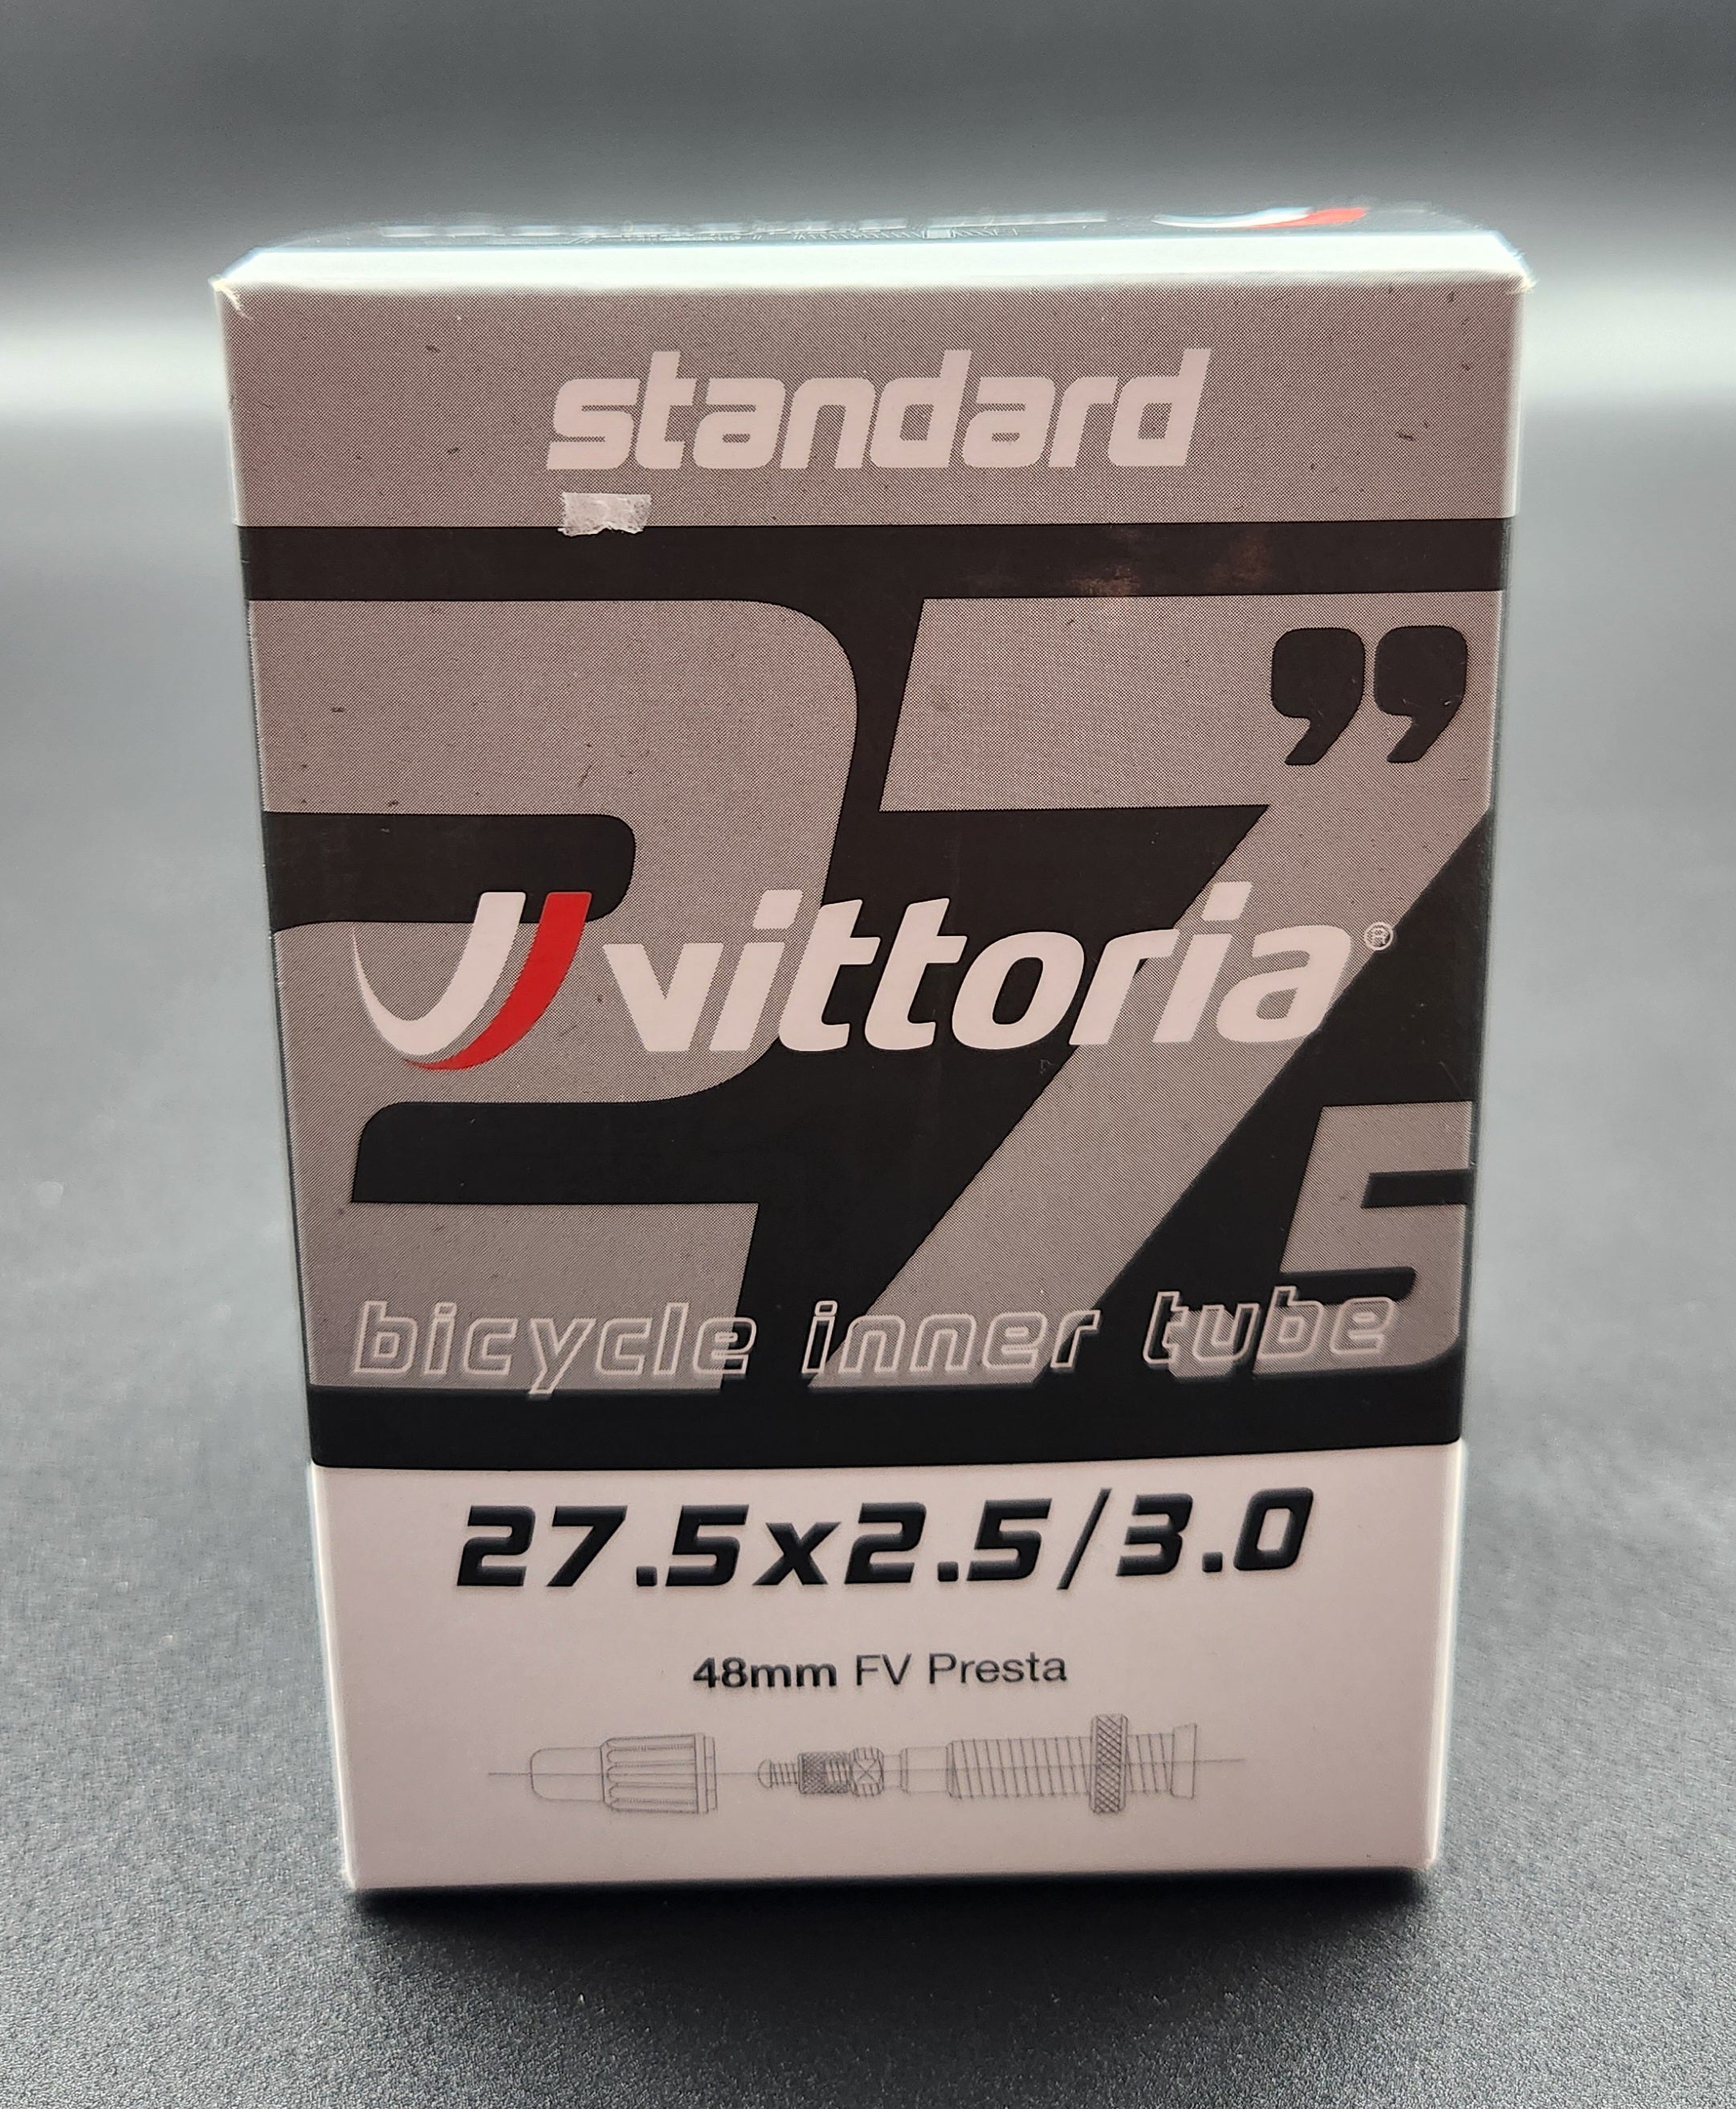 standard
27.5”
vittoria®
bicycle inner tube
27.5x2.5/3.0
48mm FV Presta